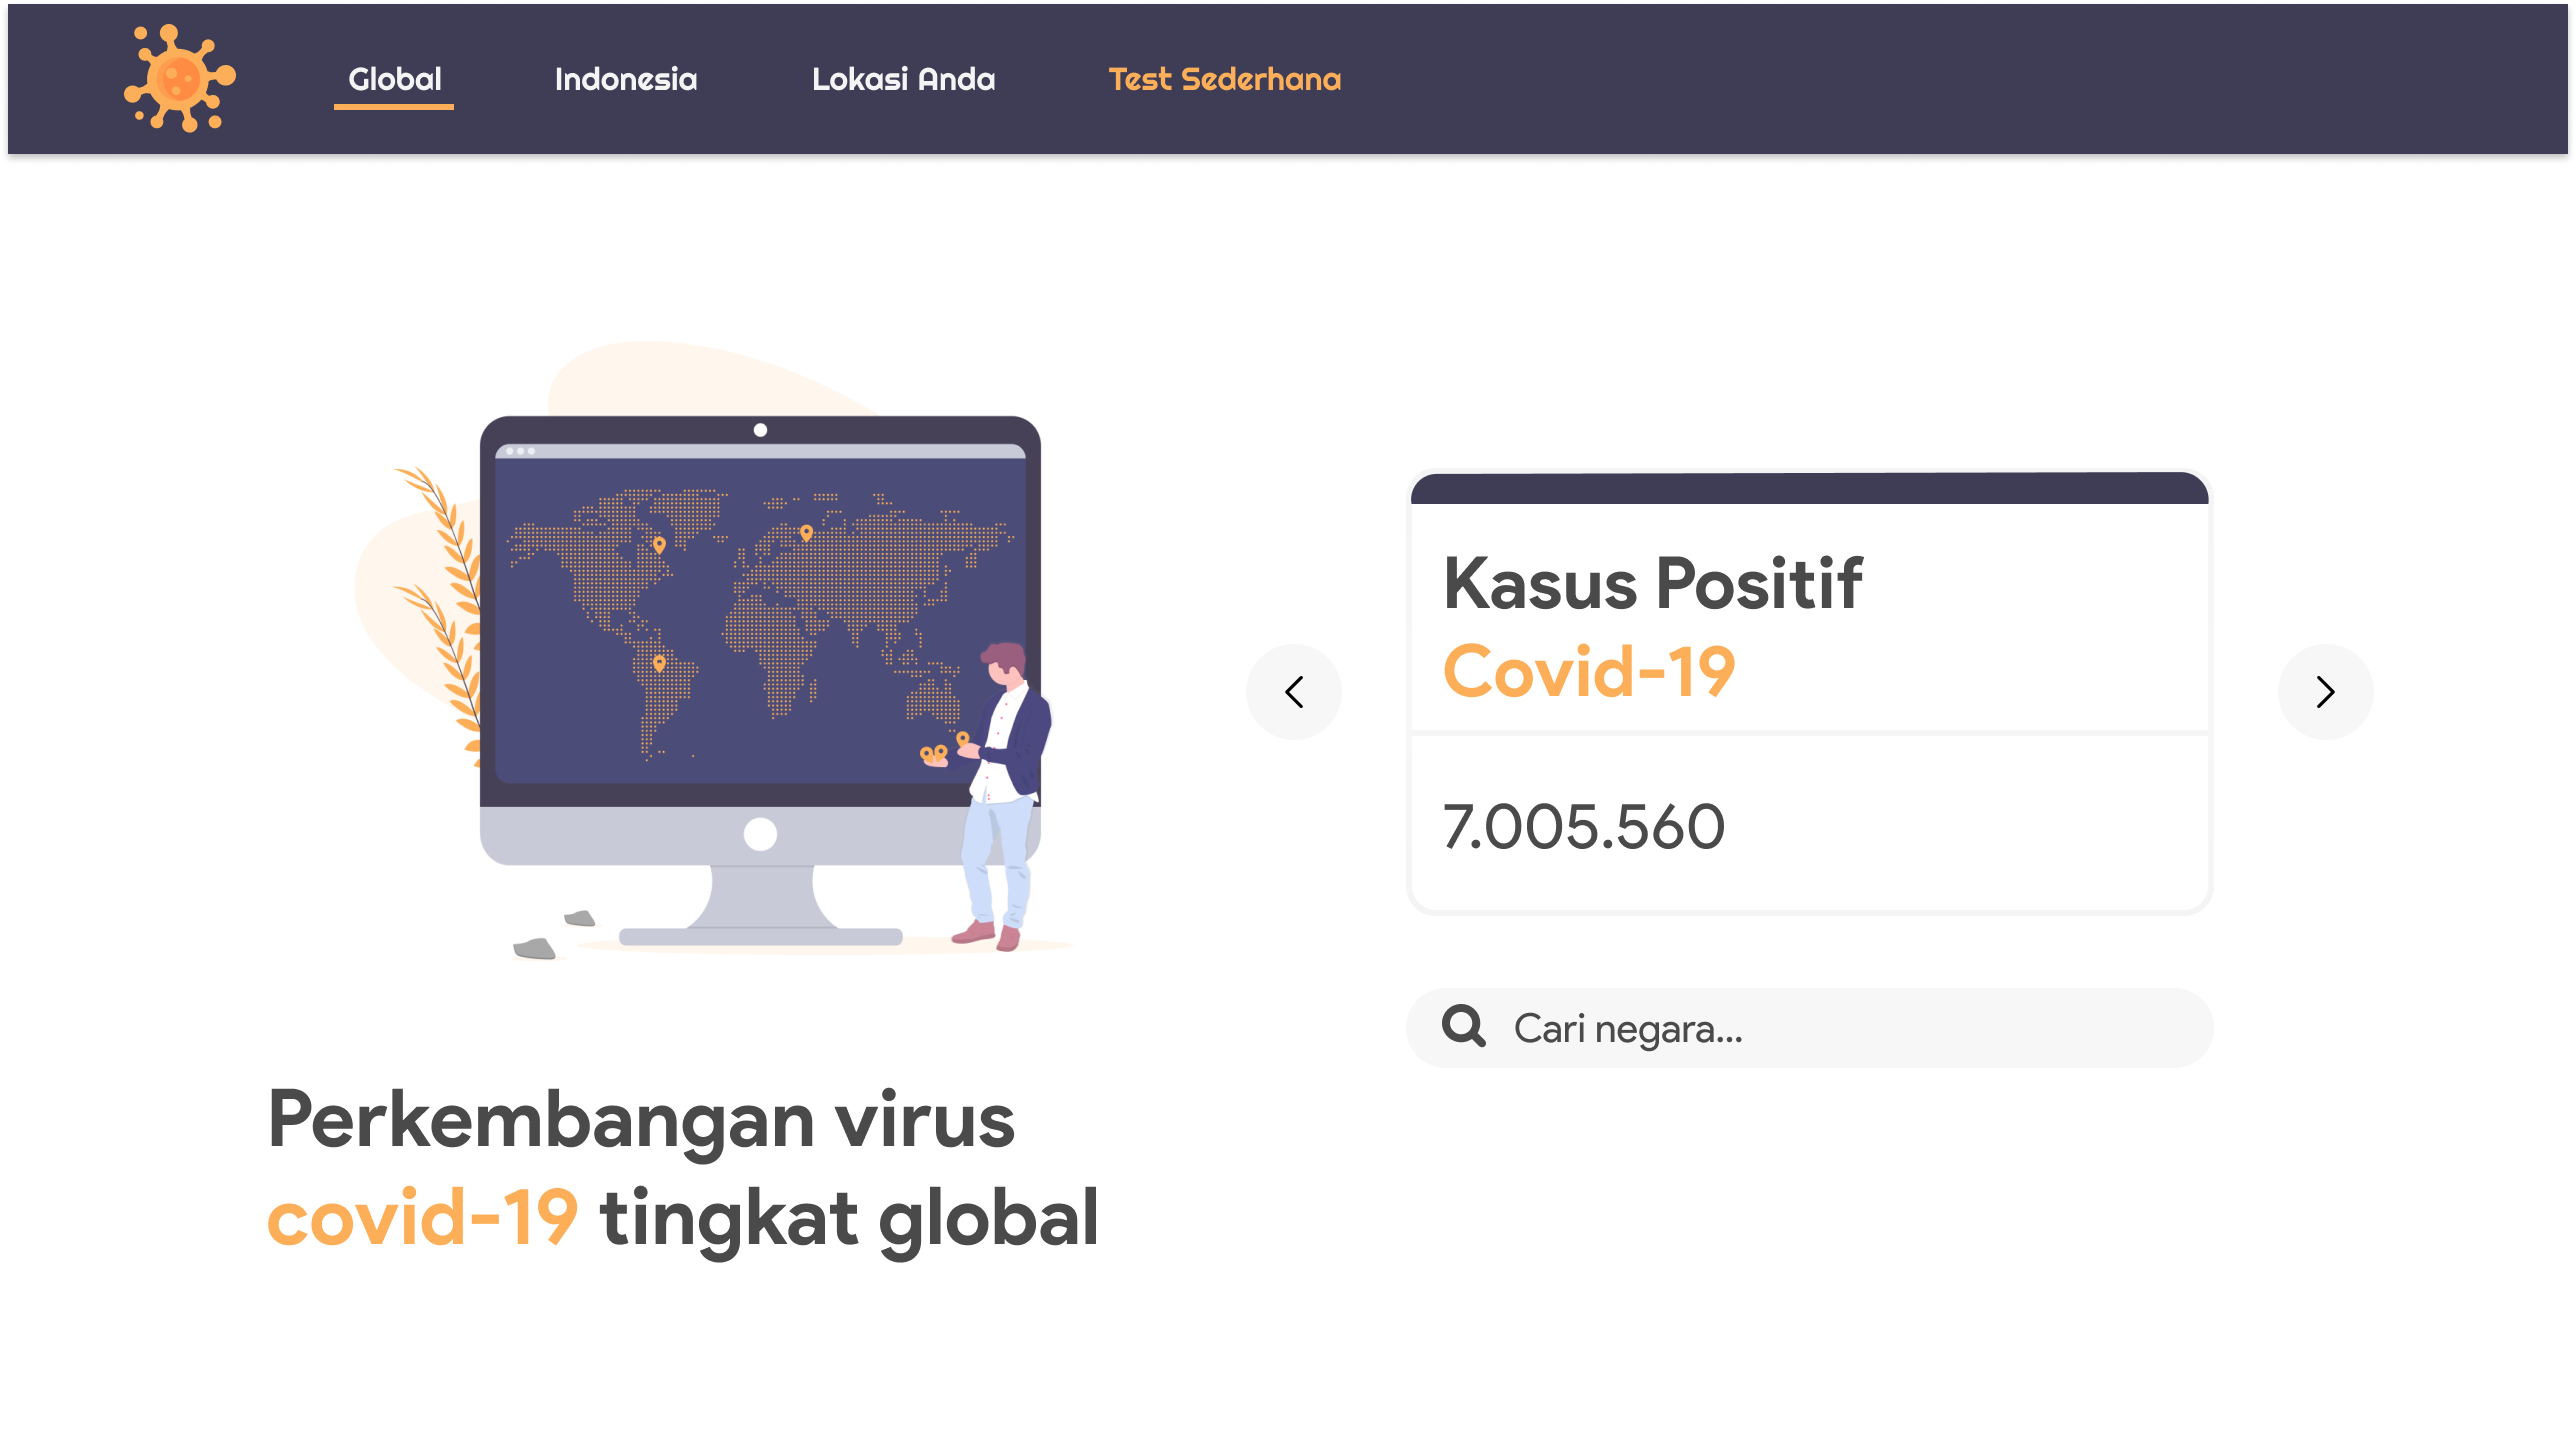 Global
Indonesia
Lokasi Anda
Test Sederhana
Kasus Positif
Covid-19
7.005.560
Cari negara...
Perkembangan virus
covid-19 tingkat global